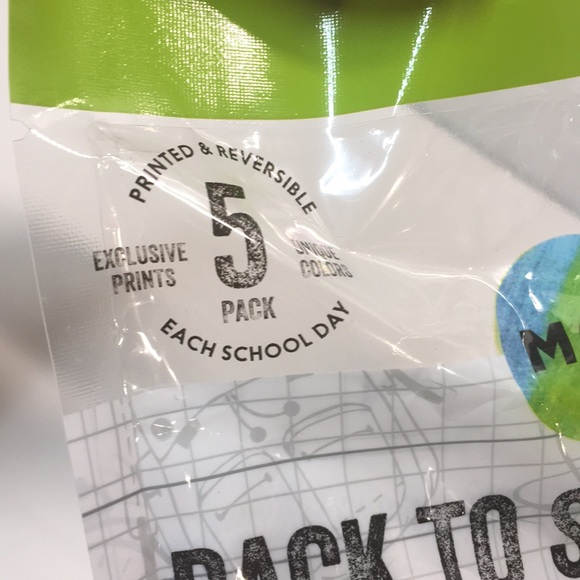 PRINTED & REVERSIBLE
5
EXCLUSIVE
PRINTS
UNIQUE
COLORS
PACK
EACH SCHOOL DAY
M
BACK TO S